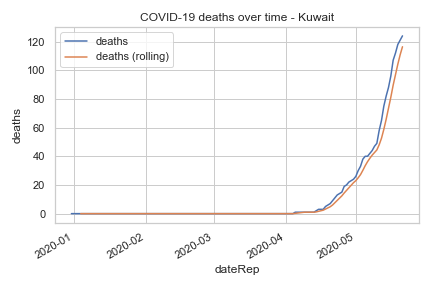 COVID-19 deaths over time - Kuwait
deaths
deaths (rolling)
120
100
80
60
40
20
0
deaths
2020-01
2020-02
2020-03
2020-04
2020-05
dateRep